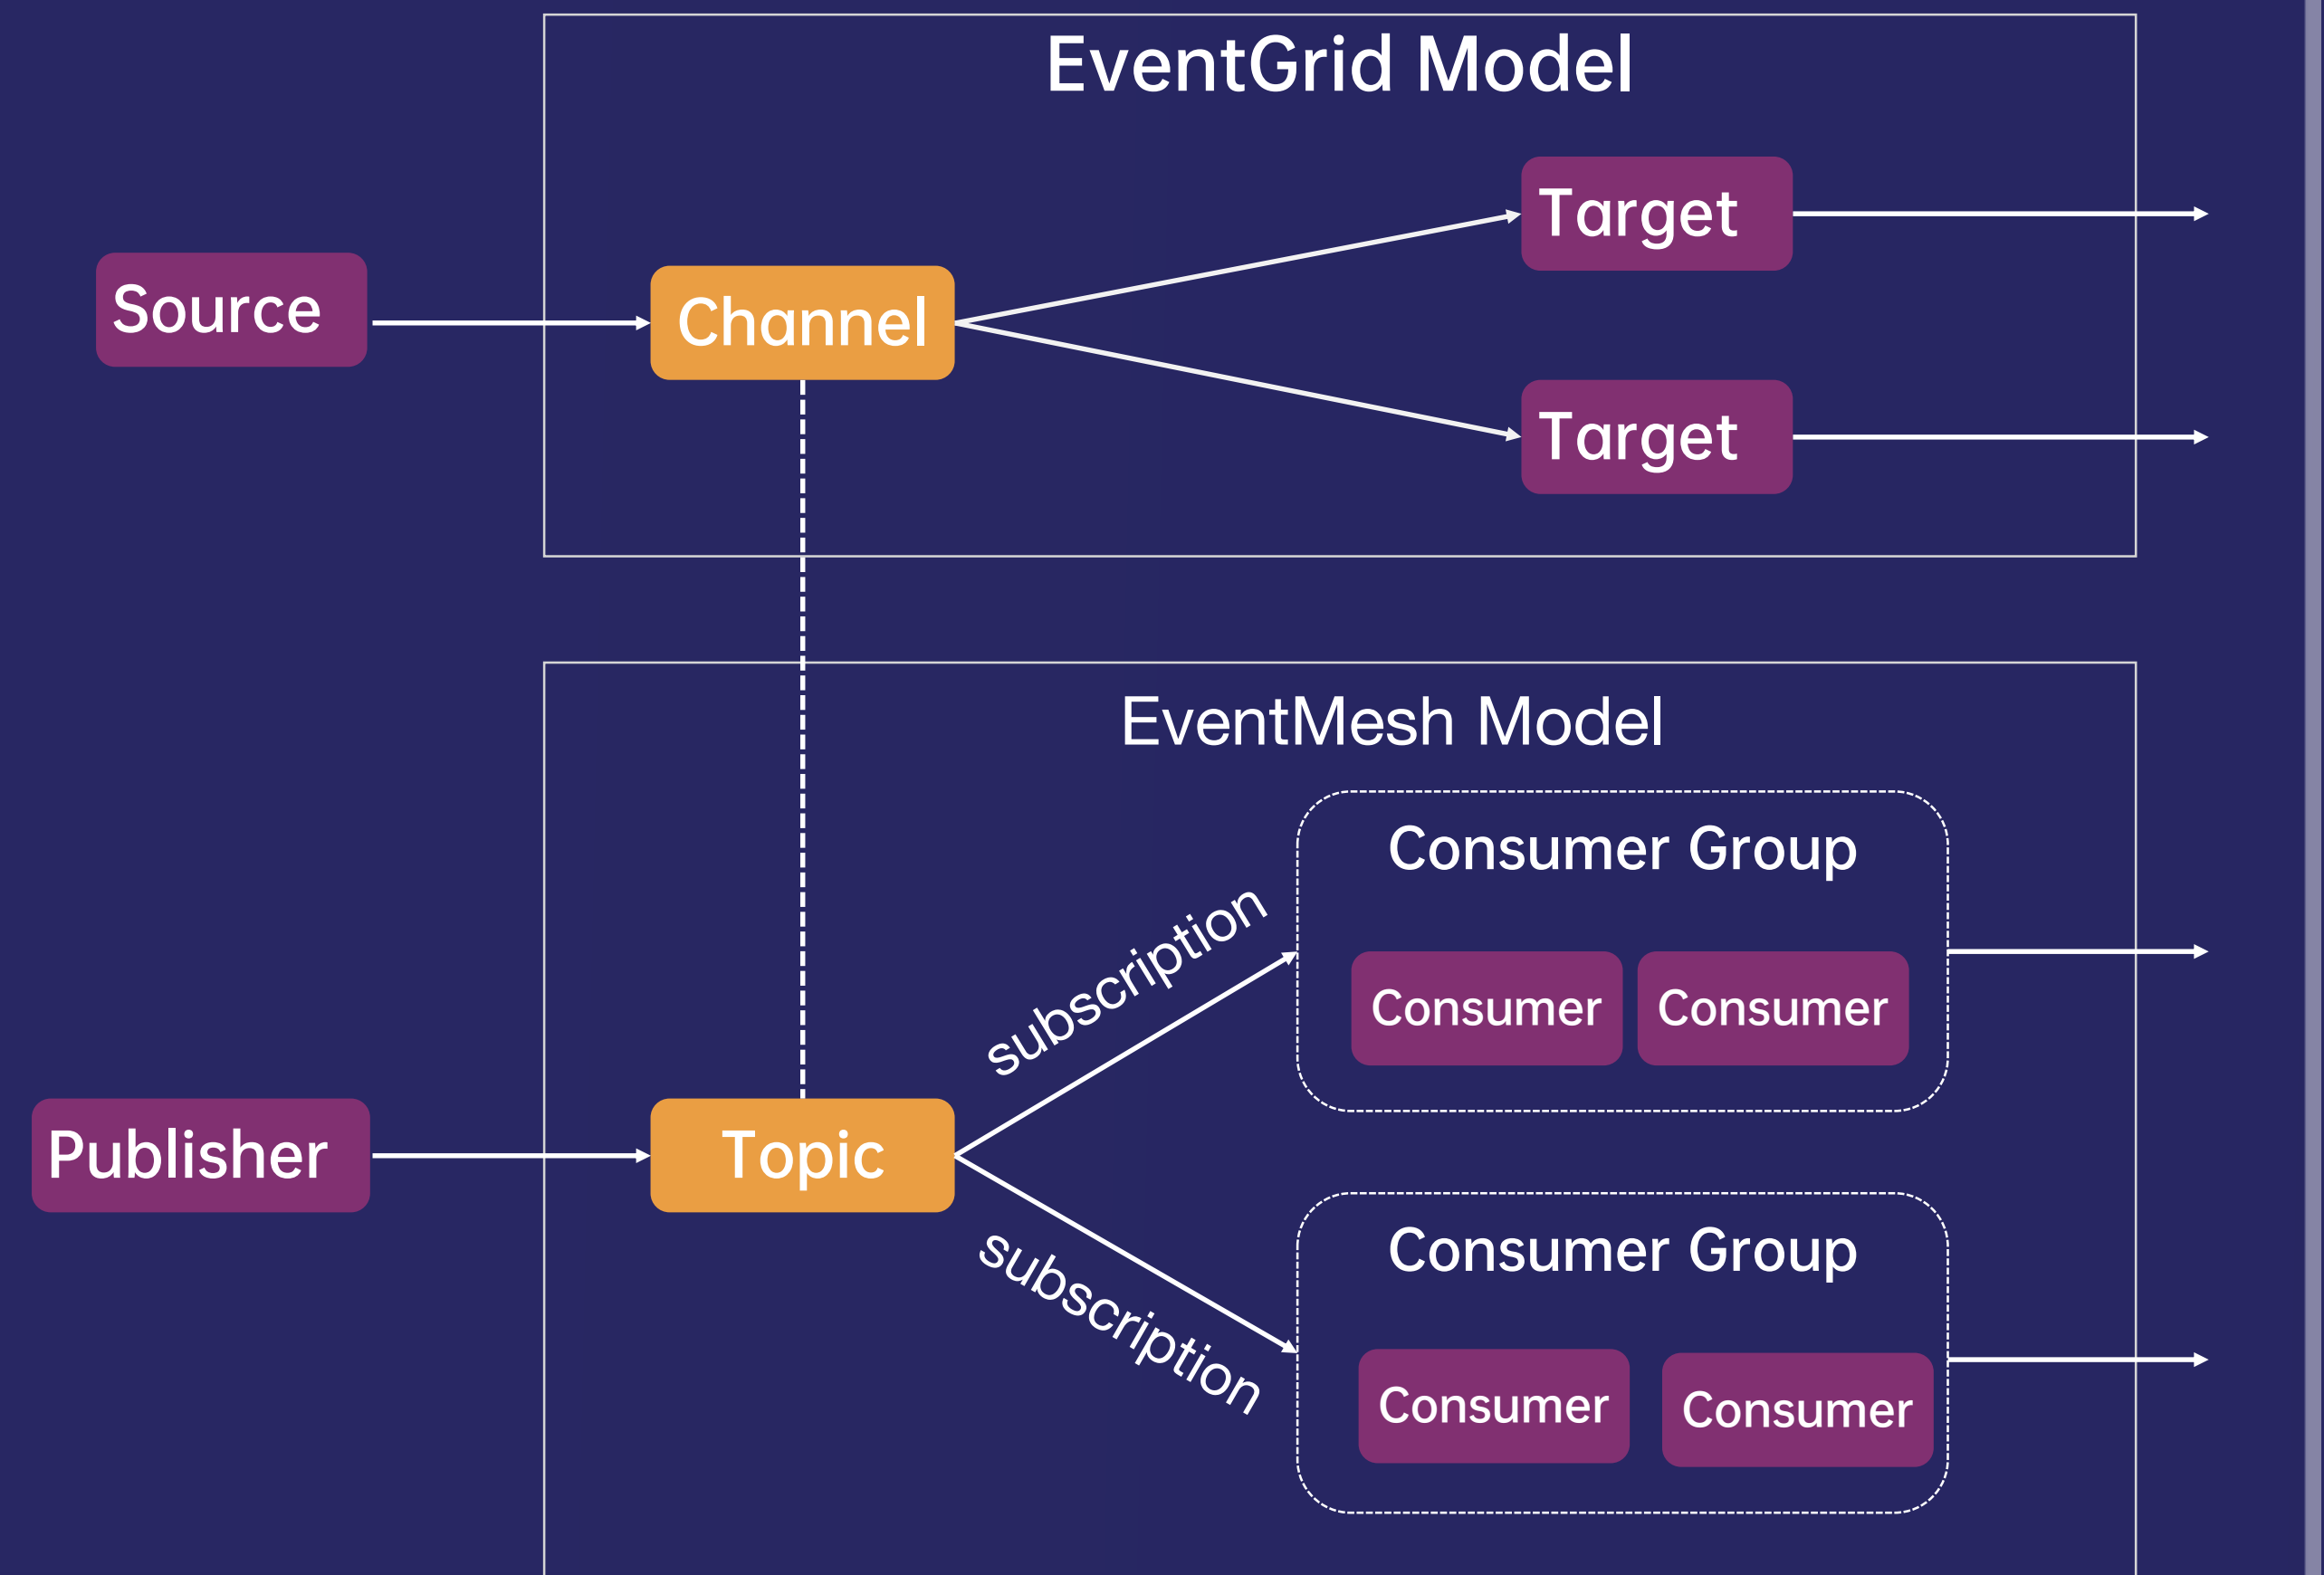 EventGrid Model
Target
Source
Channel
Target
EventMesh Model
Consumer Group
subscription
Consumer
Consumer
Publisher
Topic
subscription
Consumer Group
Consumer
Consumer